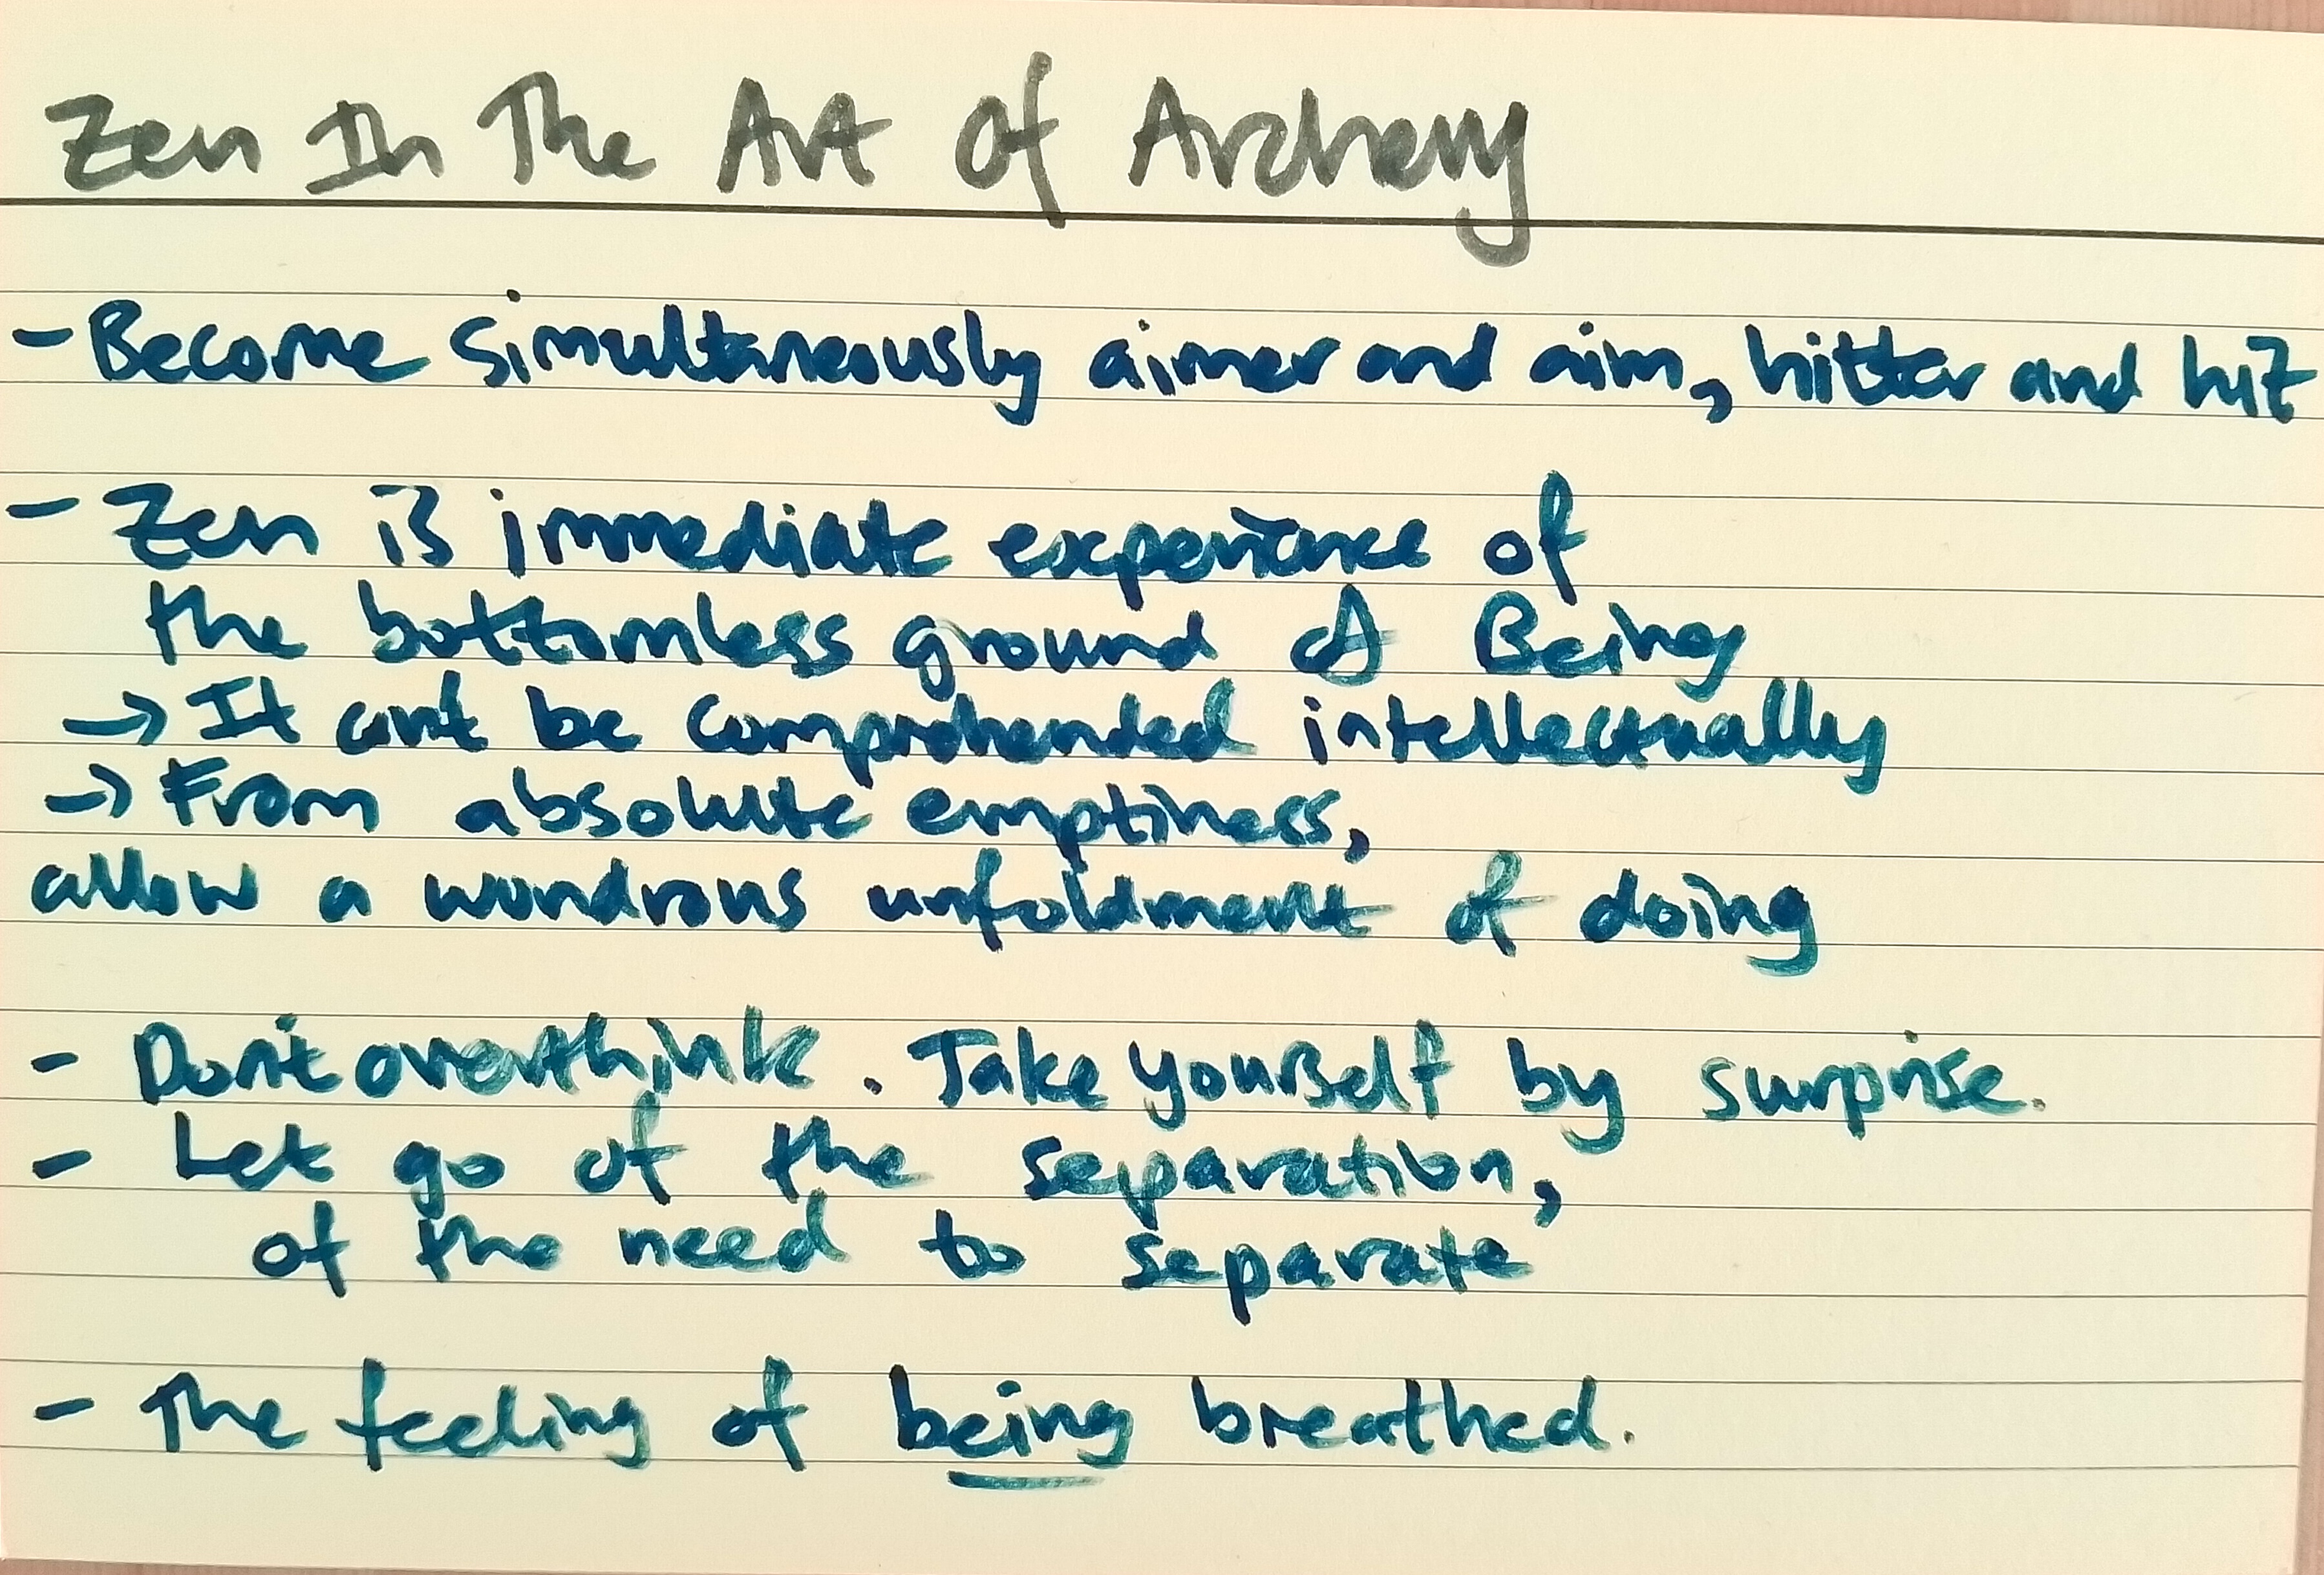 Zen In The Art Of Archery
- Become simultaneously aimer and aim, hitter and hit
- Zen is immediate experience of
the bottomless ground of Being
→ It can't be comprehended intellectually
→ From absolute emptiness,
allow a wondrous unfoldment of doing
- Don't overthink. Take yourself by surprise.
- Let go of the separation,
of the need to separate
- The feeling of being breathed.